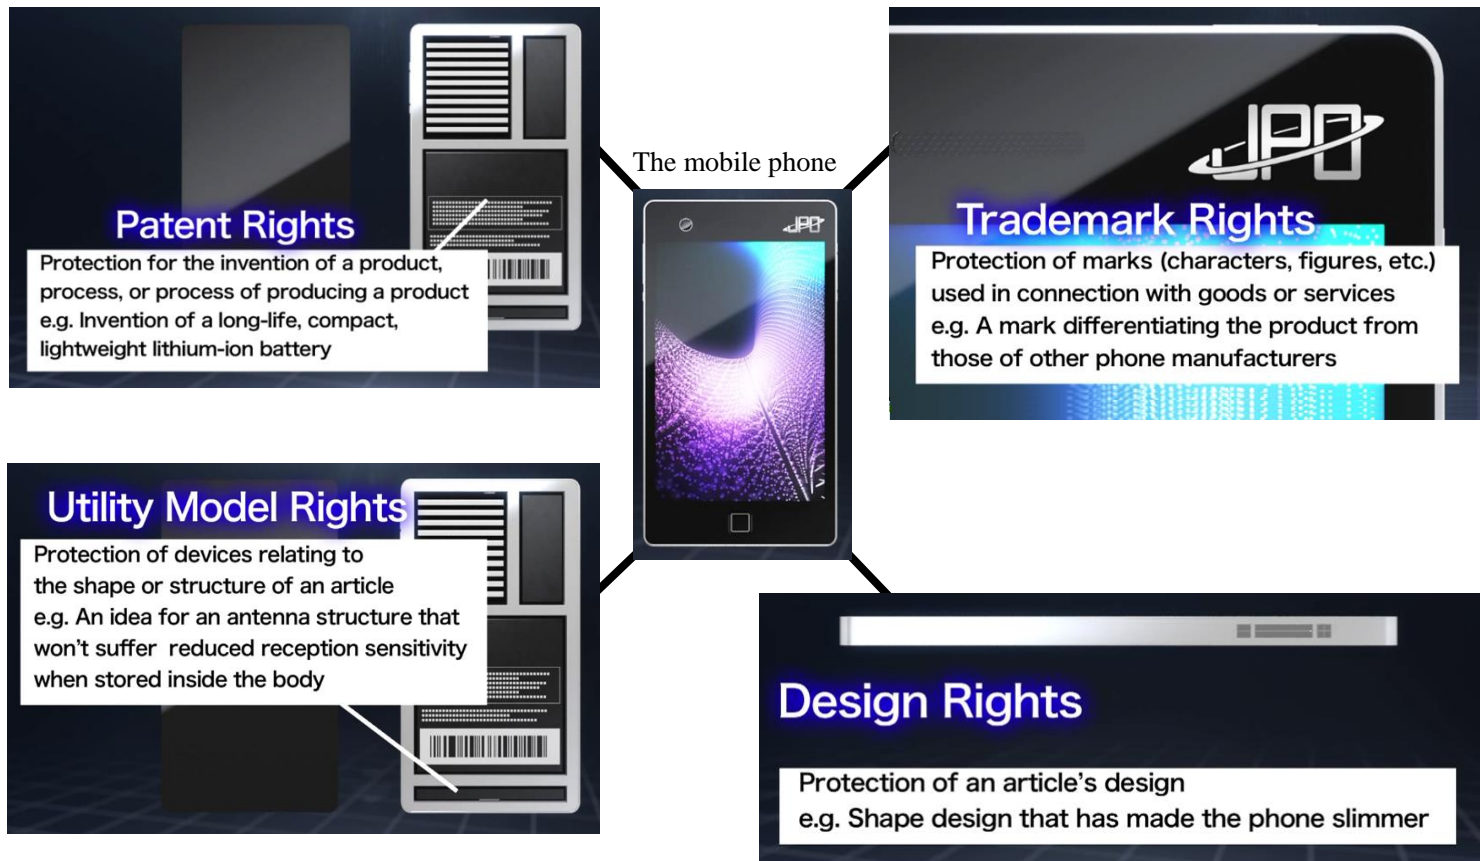 Patent Rights
Protection for the invention of a product,
process, or process of producing a product
e.g. Invention of a long-life, compact,
lightweight lithium-ion battery
The mobile phone
JPO
JPO
Trademark Rights
Protection of marks (characters, figures, etc.)
used in connection with goods or services
e.g. A mark differentiating the product from
those of other phone manufacturers
Utility Model Rights
Protection of devices relating to
the shape or structure of an article
e.g. An idea for an antenna structure that
won't suffer reduced reception sensitivity
when stored inside the body
Design Rights
Protection of an article's design
e.g. Shape design that has made the phone slimmer